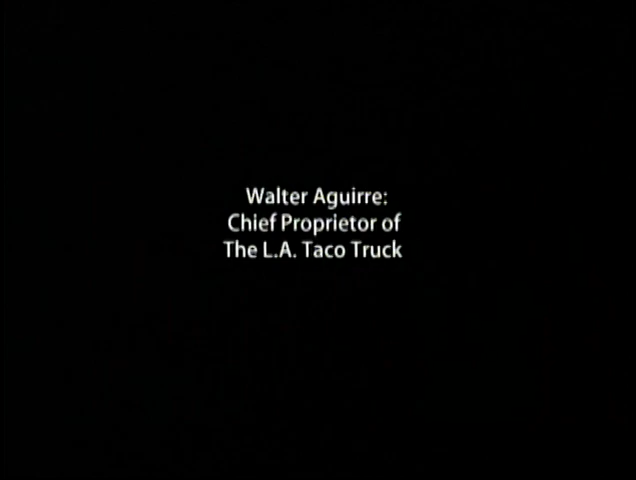 Walter Aguirre:
Chief Proprietor of
The L.A. Taco Truck